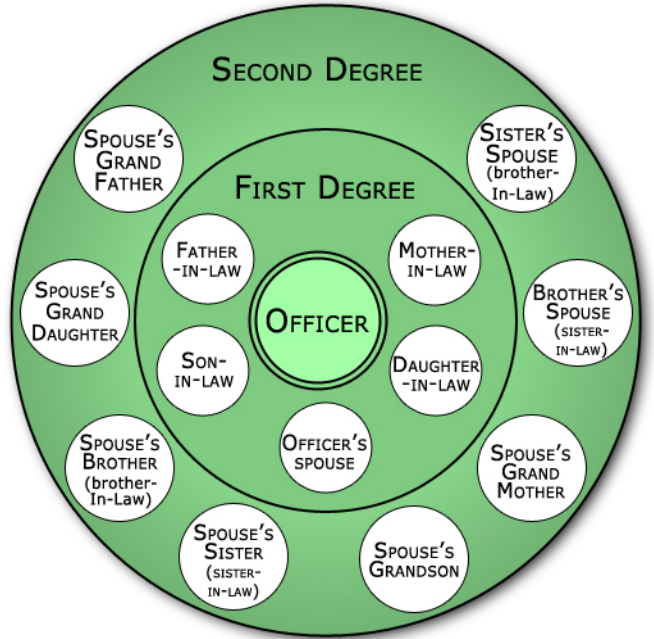 SECOND DEGREE
SPOUSE'S
GRAND
FATHER
SISTER'S
SPOUSE
(brother-
In-Law)
FIRST DEGREE
FATHER
-IN-LAW
MOTHER-
IN-LAW
SPOUSE'S
GRAND
DAUGHTER
OFFICER
BROTHER'S
SPOUSE
(SISTER-
IN-LAW)
SON-
IN-LAW
DAUGHTER
-IN-LAW
OFFICER'S
SPOUSE
SPOUSE'S
BROTHER
(brother-
In-Law)
SPOUSE'S
GRAND
MOTHER
SPOUSE'S
SISTER
(SISTER-
IN-LAW)
SPOUSE'S
GRANDSON